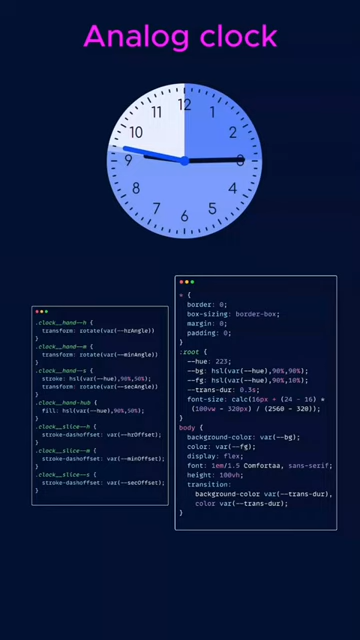 Analog clock
12
11
1
10
2
9
3
8
4
7
5
6
.clock__hand--h {
transform: rotate(var(--hrAngle))
}
.clock__hand--m {
transform: rotate(var(--minAngle))
}
.clock__hand--s {
stroke: hsl(var(--hue),90%,50%);
transform: rotate(var(--secAngle))
}
.clock__hand-hub {
fill: hsl(var(--hue),90%,50%);
}
.clock__slice--h {
stroke-dashoffset: var(--hrOffset);
}
.clock__slice--m {
stroke-dashoffset: var(--minOffset);
}
.clock__slice--s {
stroke-dashoffset: var(--secOffset);
}
* {
border: 0;
box-sizing: border-box;
margin: 0;
padding: 0;
}
:root {
--hue: 223;
--bg: hsl(var(--hue),90%,90%);
--fg: hsl(var(--hue),90%,10%);
--trans-dur: 0.3s;
font-size: calc(16px + (24 - 16) *
(100vw - 320px) / (2560 - 320));
}
body {
background-color: var(--bg);
color: var(--fg);
display: flex;
font: 1em/1.5 Comfortaa, sans-serif;
height: 100vh;
transition:
background-color var(--trans-dur),
color var(--trans-dur);
}